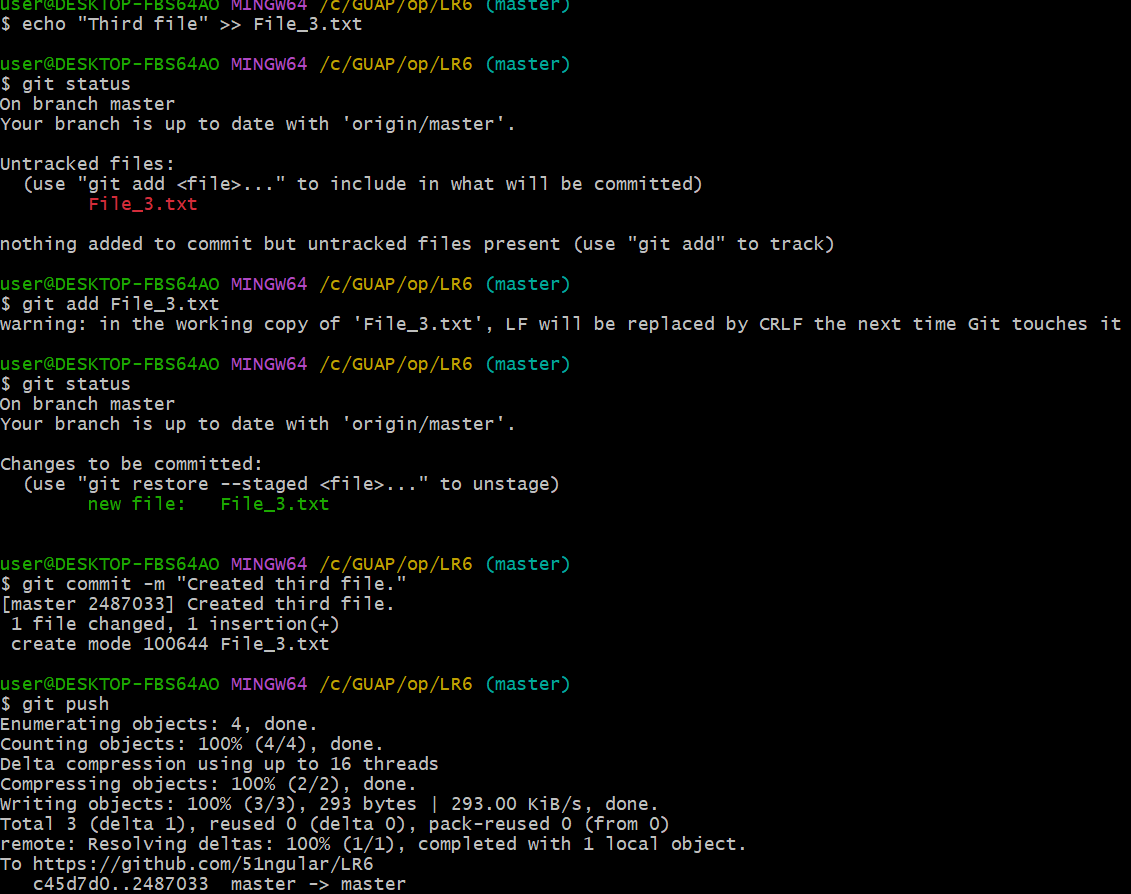 user@DESKTOP-FBS64AO MINGW64 /c/GUAP/op/LR6 (master)
$ echo "Third file" >> File_3.txt
user@DESKTOP-FBS64AO MINGW64 /c/GUAP/op/LR6 (master)
$ git status
On branch master
Your branch is up to date with 'origin/master'.
Untracked files:
  (use "git add <file>..." to include in what will be committed)
        File_3.txt
nothing added to commit but untracked files present (use "git add" to track)
user@DESKTOP-FBS64AO MINGW64 /c/GUAP/op/LR6 (master)
$ git add File_3.txt
warning: in the working copy of 'File_3.txt', LF will be replaced by CRLF the next time Git touches it
user@DESKTOP-FBS64AO MINGW64 /c/GUAP/op/LR6 (master)
$ git status
On branch master
Your branch is up to date with 'origin/master'.
Changes to be committed:
  (use "git restore --staged <file>..." to unstage)
        new file:   File_3.txt
user@DESKTOP-FBS64AO MINGW64 /c/GUAP/op/LR6 (master)
$ git commit -m "Created third file."
[master 2487033] Created third file.
 1 file changed, 1 insertion(+)
 create mode 100644 File_3.txt
user@DESKTOP-FBS64AO MINGW64 /c/GUAP/op/LR6 (master)
$ git push
Enumerating objects: 4, done.
Counting objects: 100% (4/4), done.
Delta compression using up to 16 threads
Compressing objects: 100% (2/2), done.
Writing objects: 100% (3/3), 293 bytes | 293.00 KiB/s, done.
Total 3 (delta 1), reused 0 (delta 0), pack-reused 0 (from 0)
remote: Resolving deltas: 100% (1/1), completed with 1 local object.
To https://github.com/51ngular/LR6
   c45d7d0..2487033  master -> master